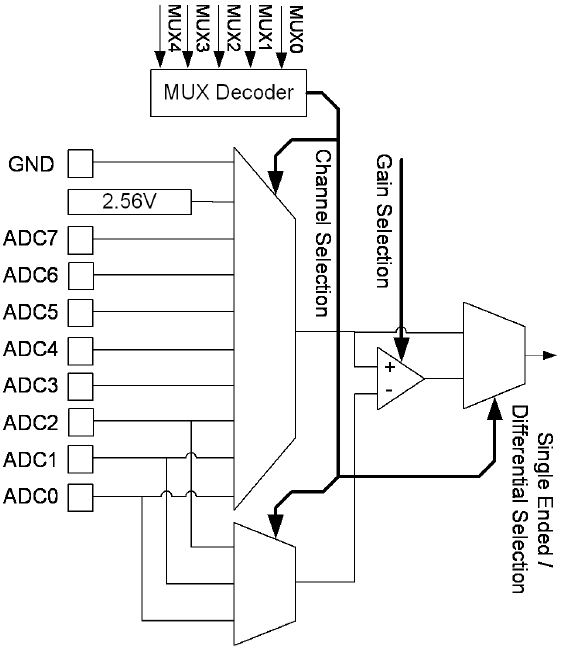 MUX4
MUX3
MUX2
MUX1
MUX0
MUX Decoder
GND
2.56V
ADC7
ADC6
ADC5
ADC4
ADC3
ADC2
ADC1
ADC0
Channel Selection
Gain Selection
+
-
Single Ended /
Differential Selection